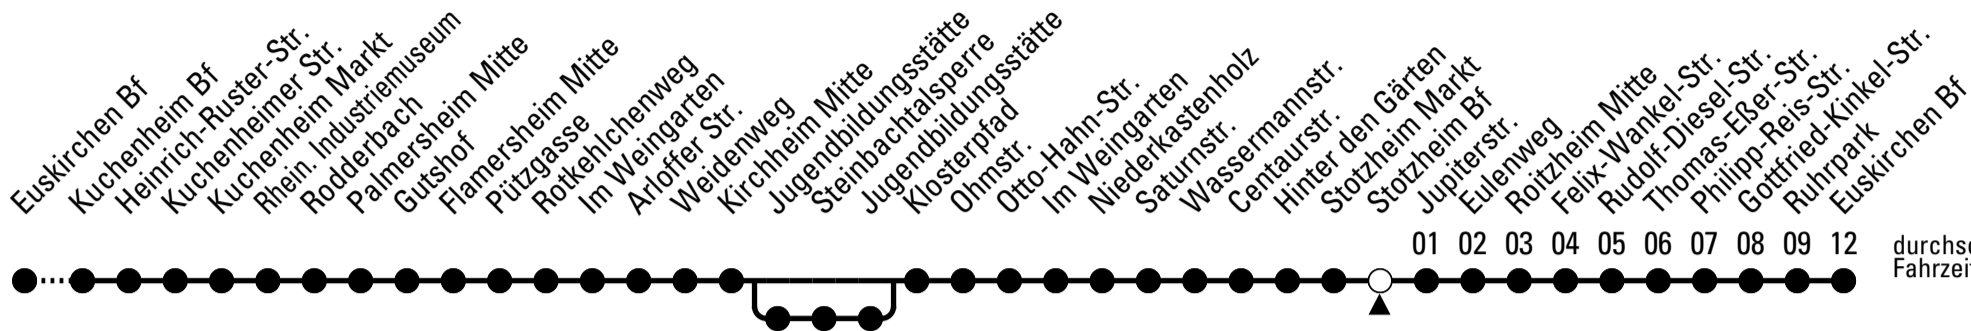 Euskirchen Bf
Kuchenheim Bf
Heinrich-Ruster-Str.
Kuchenheimer Str.
Kuchenheim Markt
Rhein. Industriemuseum
Rodderbach
Palmersheim Mitte
Gutshof
Flamersheim Mitte
Pützgasse
Rotkehlchenweg
Im Weingarten
Arloffer Str.
Weidenweg
Kirchheim Mitte
Jugendbildungsstätte
Steinbachtalsperre
Jugendbildungsstätte
Klosterpfad
Ohmstr.
Otto-Hahn-Str.
Im Weingarten
Niederkastenholz
Saturnstr.
Wassermannstr.
Centaurstr.
Hinter den Gärten
Stotzheim Markt
Stotzheim Bf
Jupiterstr.
Eulenweg
Roitzheim Mitte
Felix-Wankel-Str.
Rudolf-Diesel-Str.
Thomas-Eßer-Str.
Philipp-Reis-Str.
Gottfried-Kinkel-Str.
Ruhrpark
Euskirchen Bf
01 02 03 04 05 06 07 08 09 12
Fahrzeit